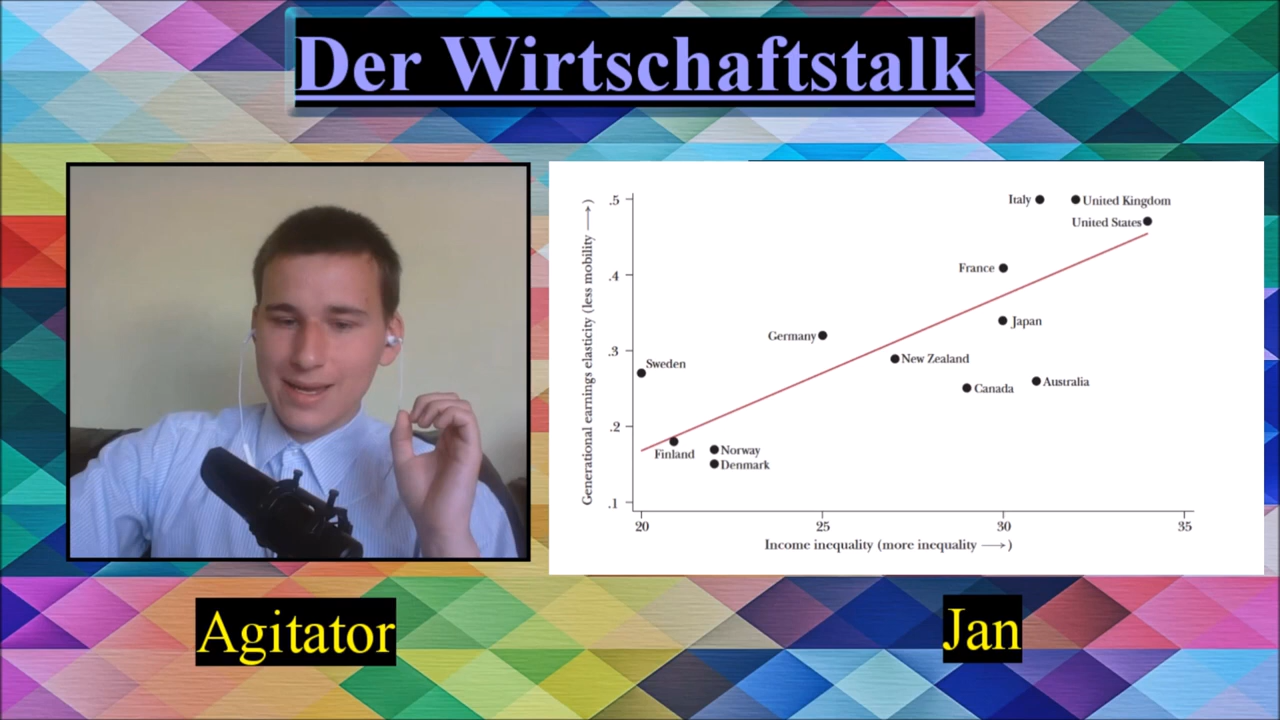 Der Wirtschaftstalk
Generational earnings elasticity (less mobility ⟶)
.5
.4
.3
.2
.1
Italy
United Kingdom
United States
France
Japan
Germany
New Zealand
Sweden
Canada
Australia
Finland
Norway
Denmark
20
25
30
35
Income inequality (more inequality ⟶)
Agitator
Jan